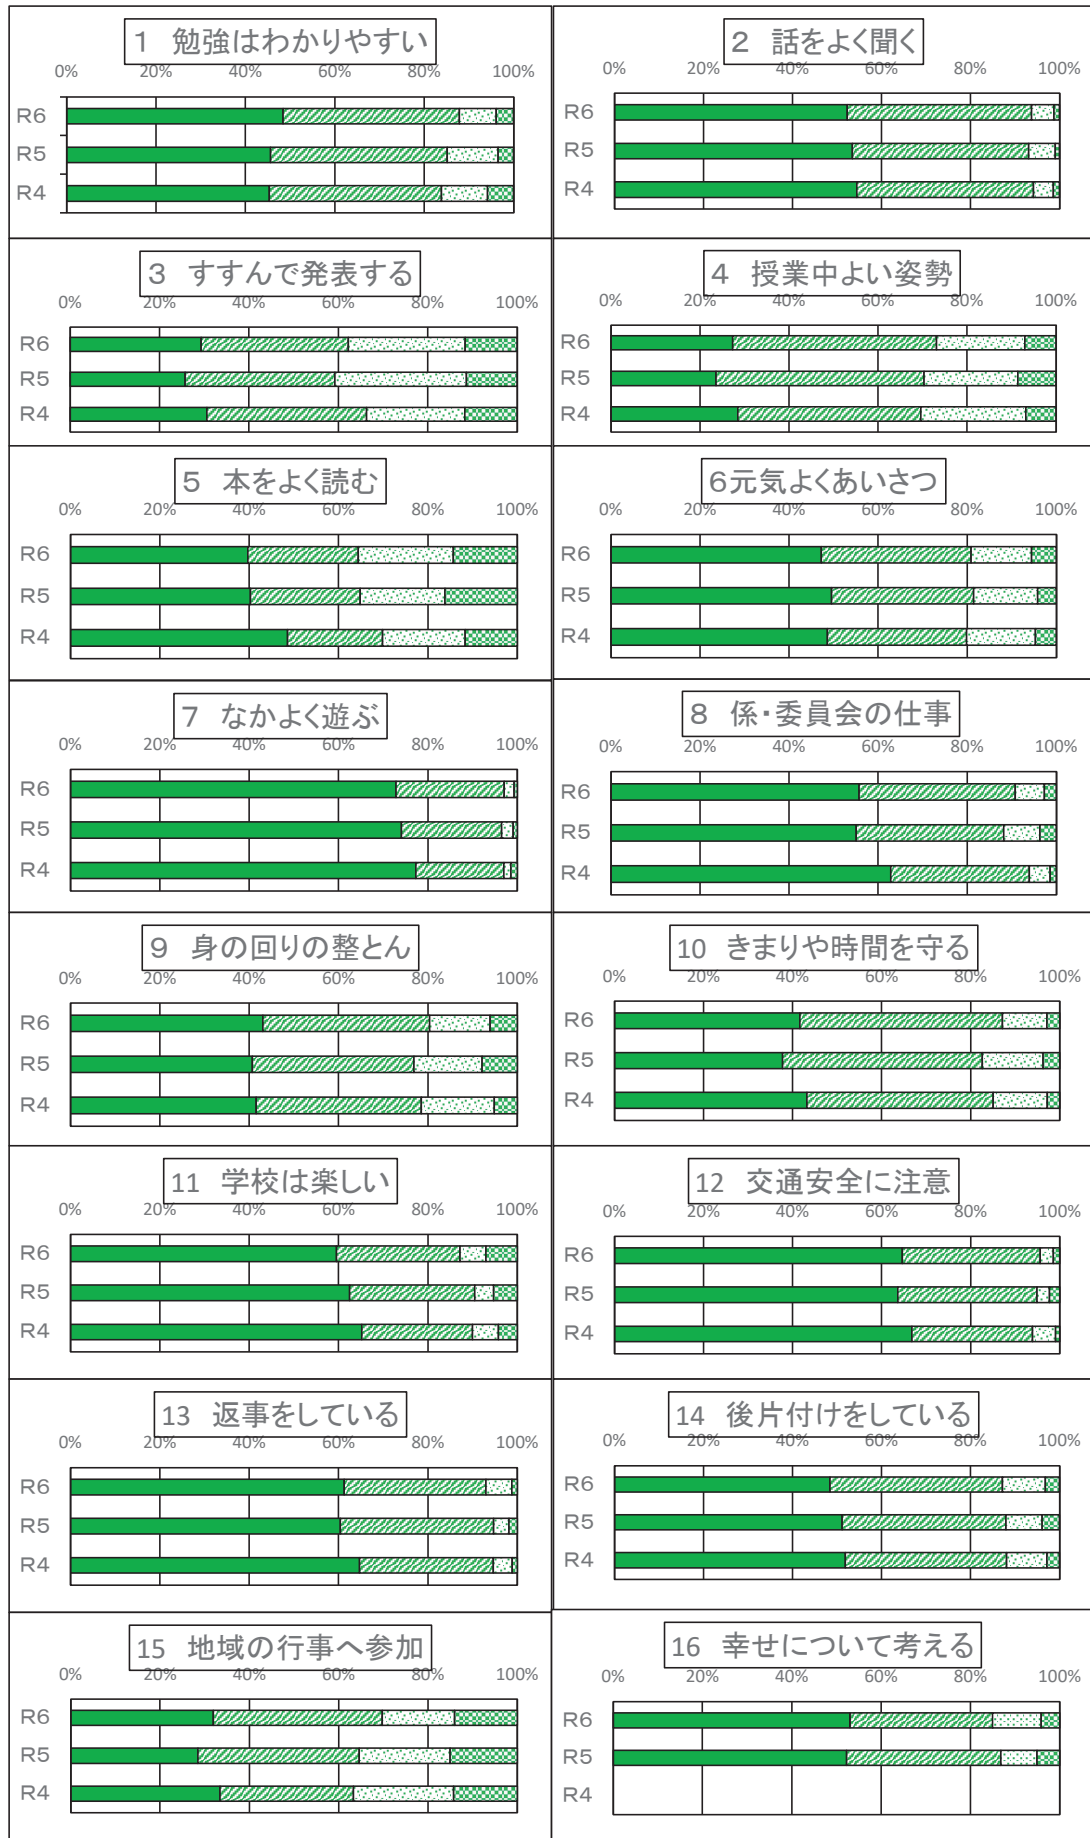 1　勉強はわかりやすい
0% 20% 40% 60% 80% 100%
R6
R5
R4
2　話をよく聞く
0% 20% 40% 60% 80% 100%
R6
R5
R4
3　すすんで発表する
0% 20% 40% 60% 80% 100%
R6
R5
R4
4　授業中よい姿勢
0% 20% 40% 60% 80% 100%
R6
R5
R4
5　本をよく読む
0% 20% 40% 60% 80% 100%
R6
R5
R4
6元気よくあいさつ
0% 20% 40% 60% 80% 100%
R6
R5
R4
7　なかよく遊ぶ
0% 20% 40% 60% 80% 100%
R6
R5
R4
8　係・委員会の仕事
0% 20% 40% 60% 80% 100%
R6
R5
R4
9　身の回りの整とん
0% 20% 40% 60% 80% 100%
R6
R5
R4
10　きまりや時間を守る
0% 20% 40% 60% 80% 100%
R6
R5
R4
11　学校は楽しい
0% 20% 40% 60% 80% 100%
R6
R5
R4
12　交通安全に注意
0% 20% 40% 60% 80% 100%
R6
R5
R4
13　返事をしている
0% 20% 40% 60% 80% 100%
R6
R5
R4
14　後片付けをしている
0% 20% 40% 60% 80% 100%
R6
R5
R4
15　地域の行事へ参加
0% 20% 40% 60% 80% 100%
R6
R5
R4
16　幸せについて考える
0% 20% 40% 60% 80% 100%
R6
R5
R4